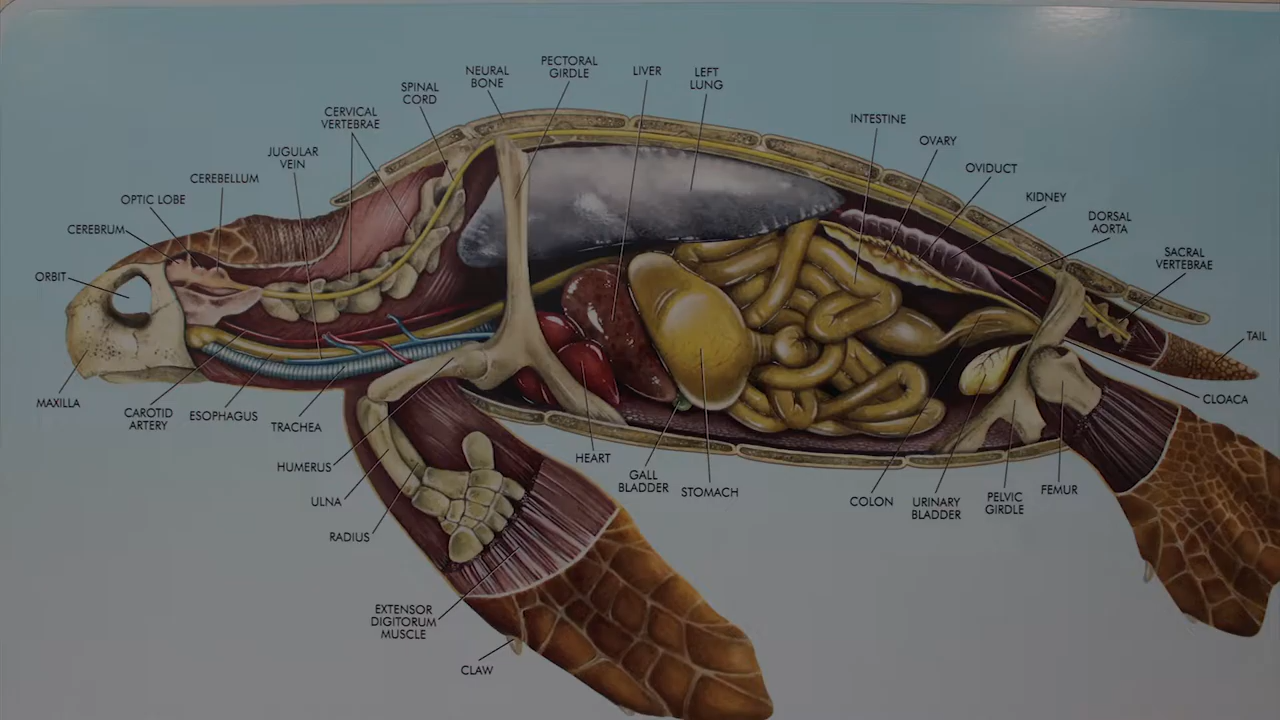 PECTORAL
GIRDLE
NEURAL
BONE
LIVER
LEFT
LUNG
SPINAL
CORD
CERVICAL
VERTEBRAE
INTESTINE
OVARY
JUGULAR
VEIN
OVIDUCT
CEREBELLUM
KIDNEY
OPTIC LOBE
DORSAL
AORTA
CEREBRUM
SACRAL
VERTEBRAE
ORBIT
TAIL
MAXILLA
CLOACA
CAROTID
ARTERY
ESOPHAGUS
TRACHEA
HUMERUS
HEART
GALL
BLADDER
STOMACH
ULNA
COLON
URINARY
BLADDER
PELVIC
GIRDLE
FEMUR
RADIUS
EXTENSOR
DIGITORUM
MUSCLE
CLAW